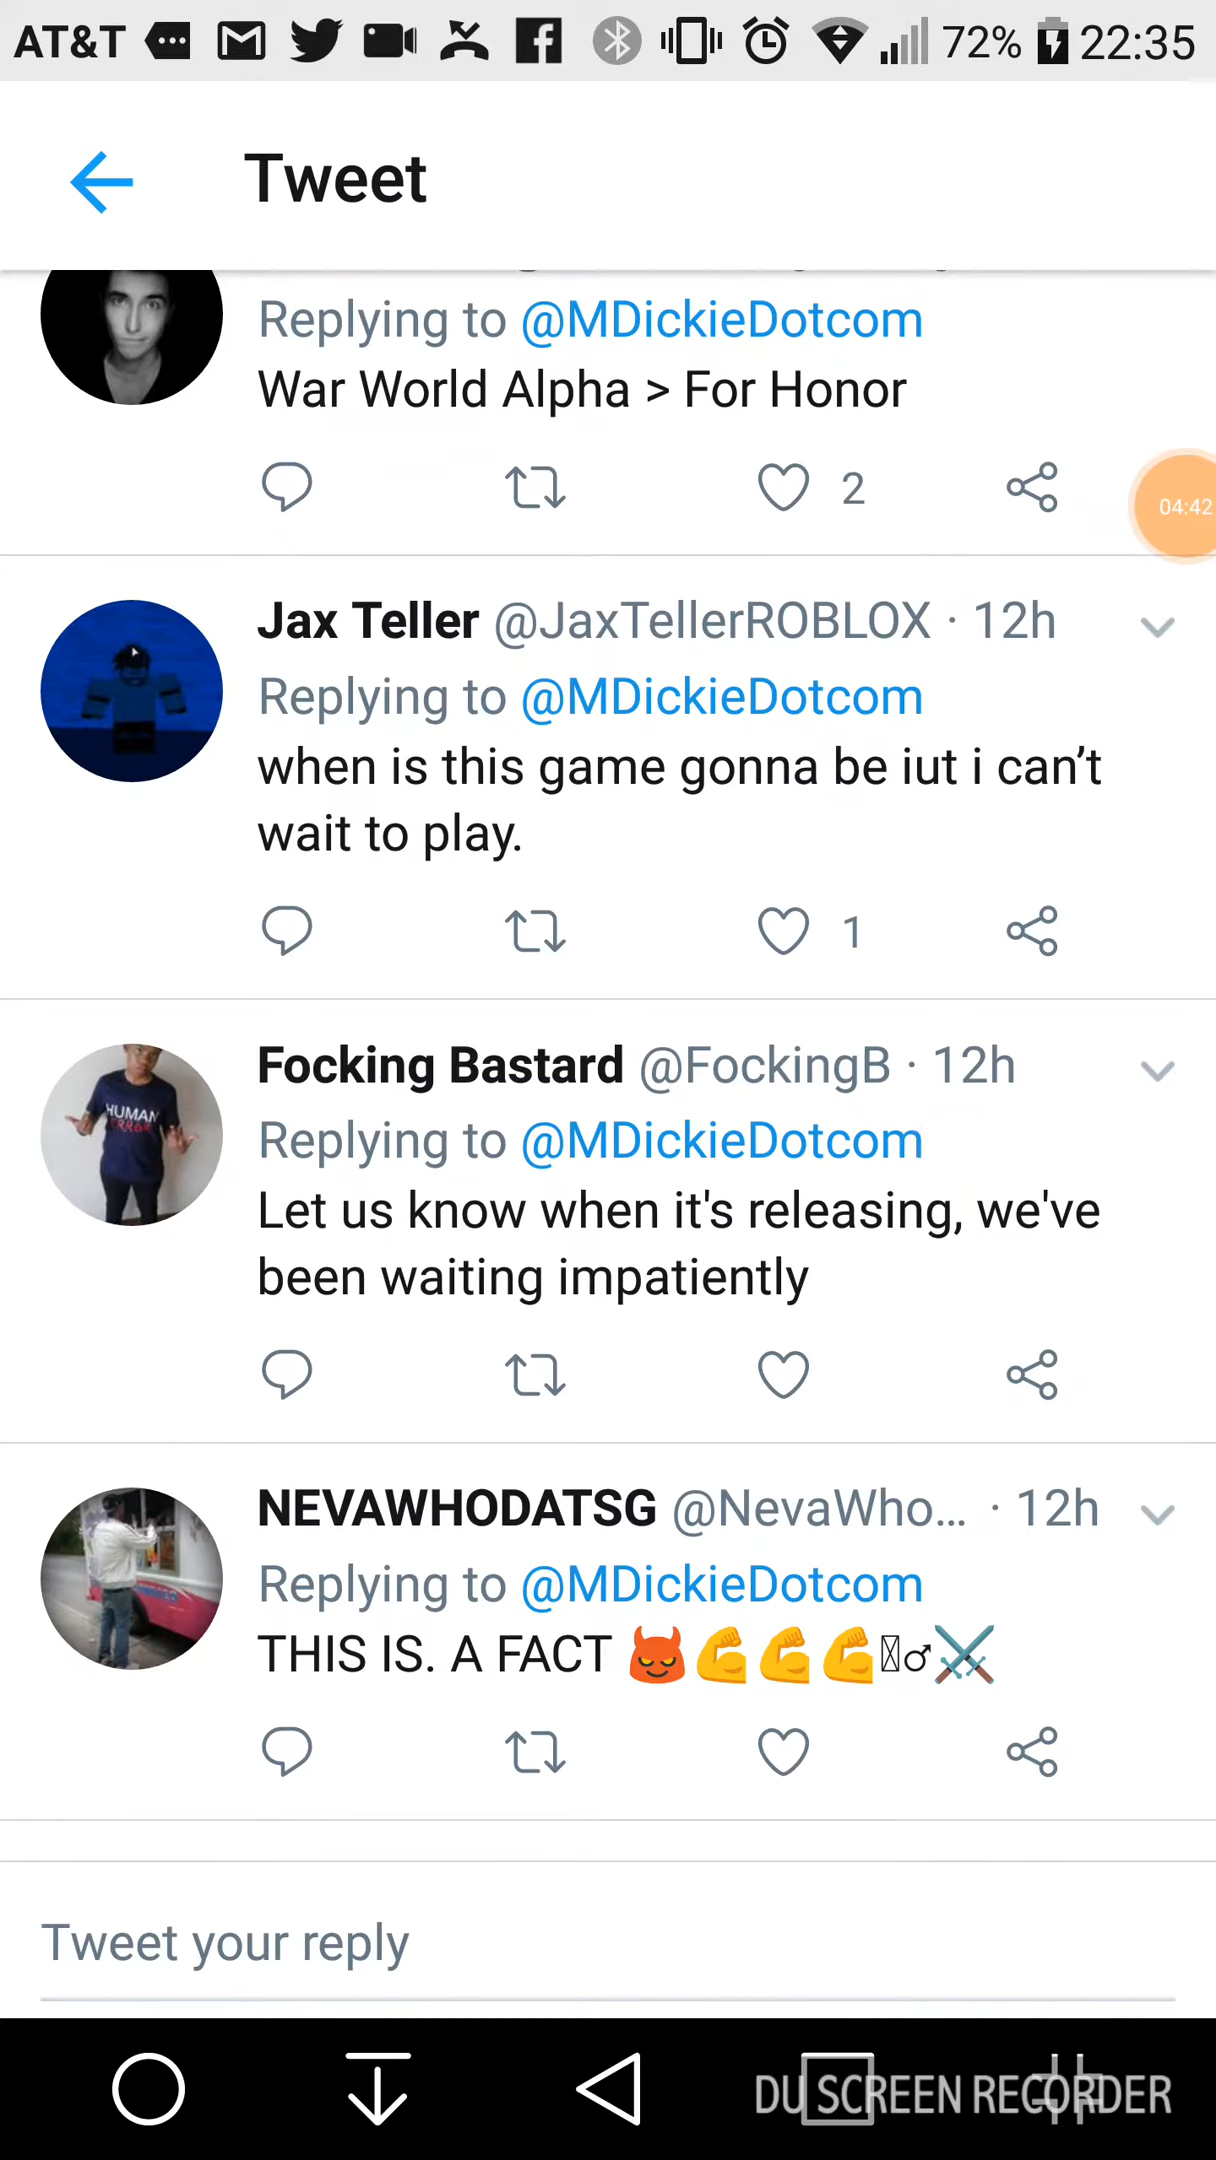 AT&T 72% 22:35
Tweet
Replying to @MDickieDotcom
War World Alpha > For Honor
2
04:42
Jax Teller @JaxTellerROBLOX · 12h
Replying to @MDickieDotcom
when is this game gonna be iut i can’t
wait to play.
1
Focking Bastard @FockingB · 12h
HUMAN
Replying to @MDickieDotcom
Let us know when it's releasing, we've
been waiting impatiently
NEVAWHODATSG @NevaWho... · 12h
Replying to @MDickieDotcom
THIS IS. A FACT 👿💪💪💪♂⚔
Tweet your reply
DU SCREEN RECORDER